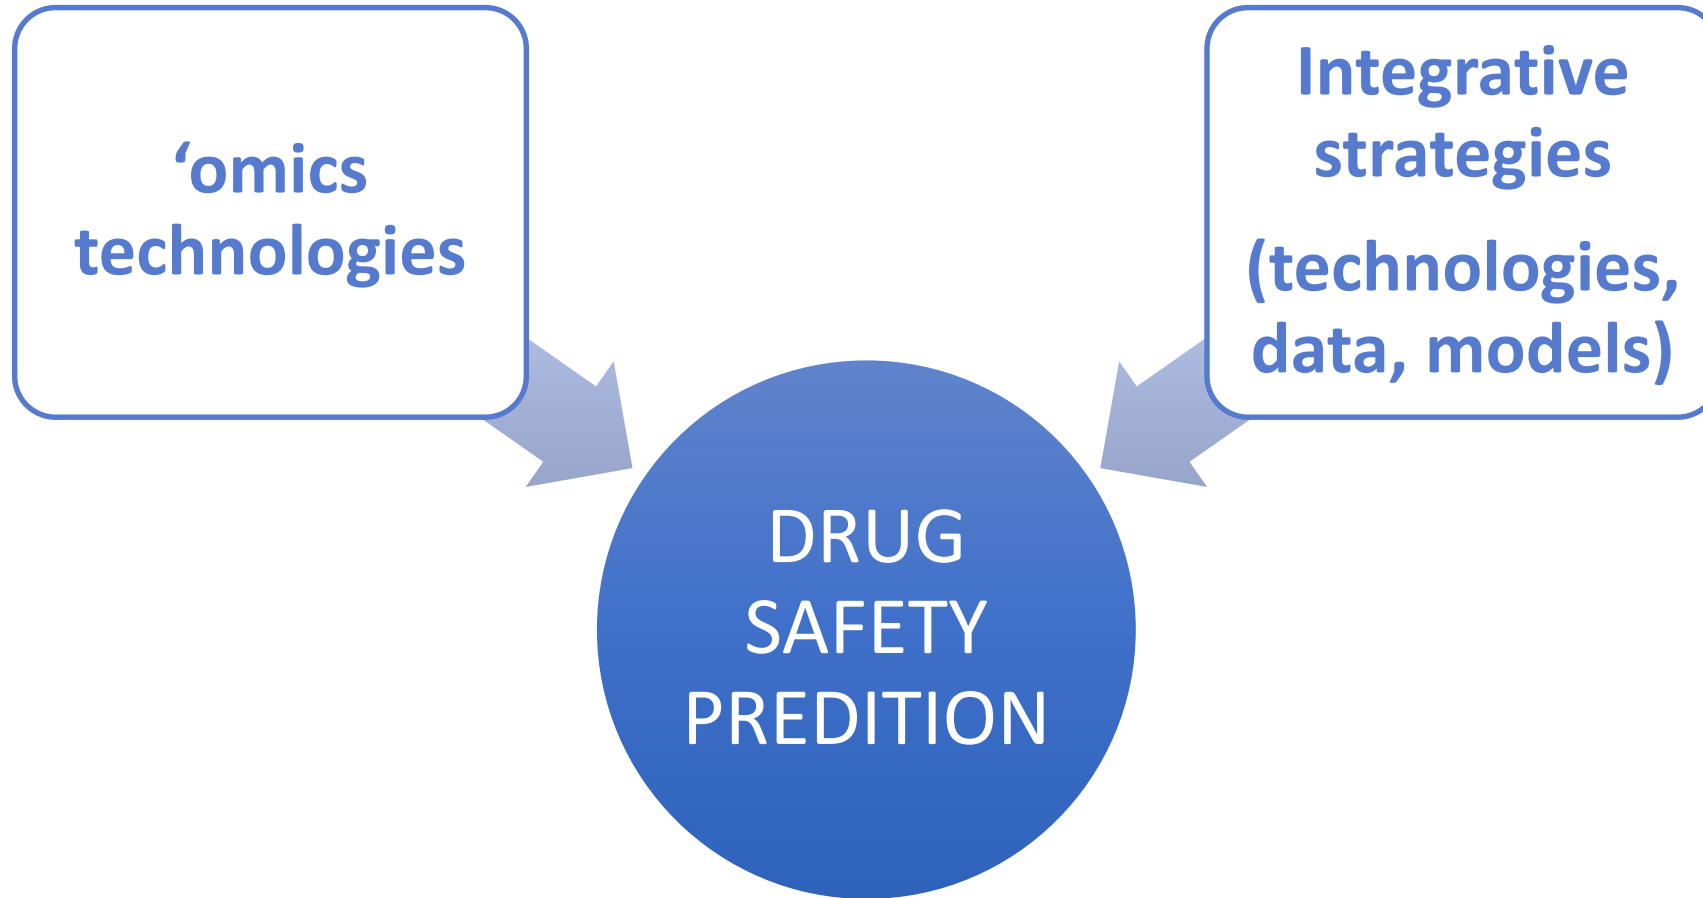 ‘omics
technologies
Integrative
strategies
(technologies,
data, models)
DRUG
SAFETY
PREDITION